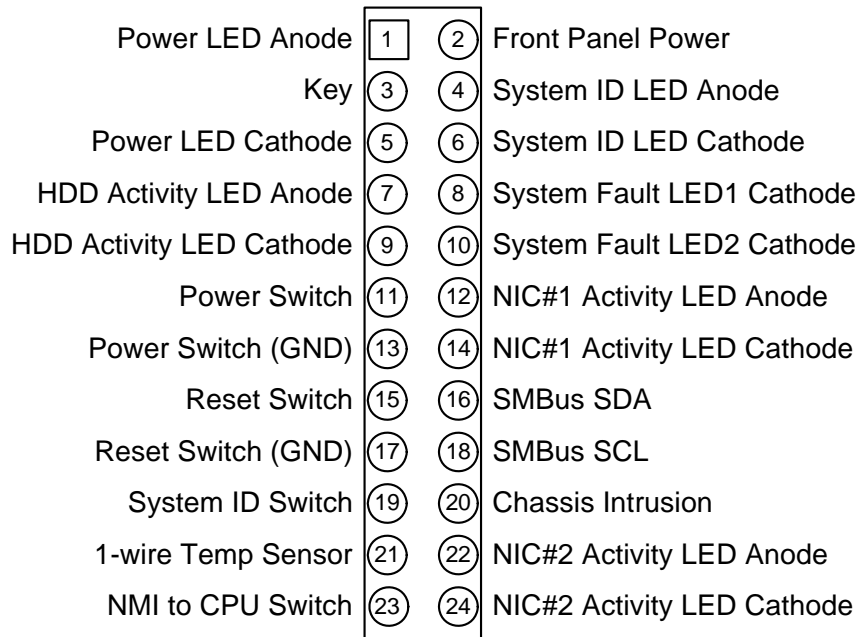 Power LED Anode 1 2 Front Panel Power
Key 3 4 System ID LED Anode
Power LED Cathode 5 6 System ID LED Cathode
HDD Activity LED Anode 7 8 System Fault LED1 Cathode
HDD Activity LED Cathode 9 10 System Fault LED2 Cathode
Power Switch 11 12 NIC#1 Activity LED Anode
Power Switch (GND) 13 14 NIC#1 Activity LED Cathode
Reset Switch 15 16 SMBus SDA
Reset Switch (GND) 17 18 SMBus SCL
System ID Switch 19 20 Chassis Intrusion
1-wire Temp Sensor 21 22 NIC#2 Activity LED Anode
NMI to CPU Switch 23 24 NIC#2 Activity LED Cathode